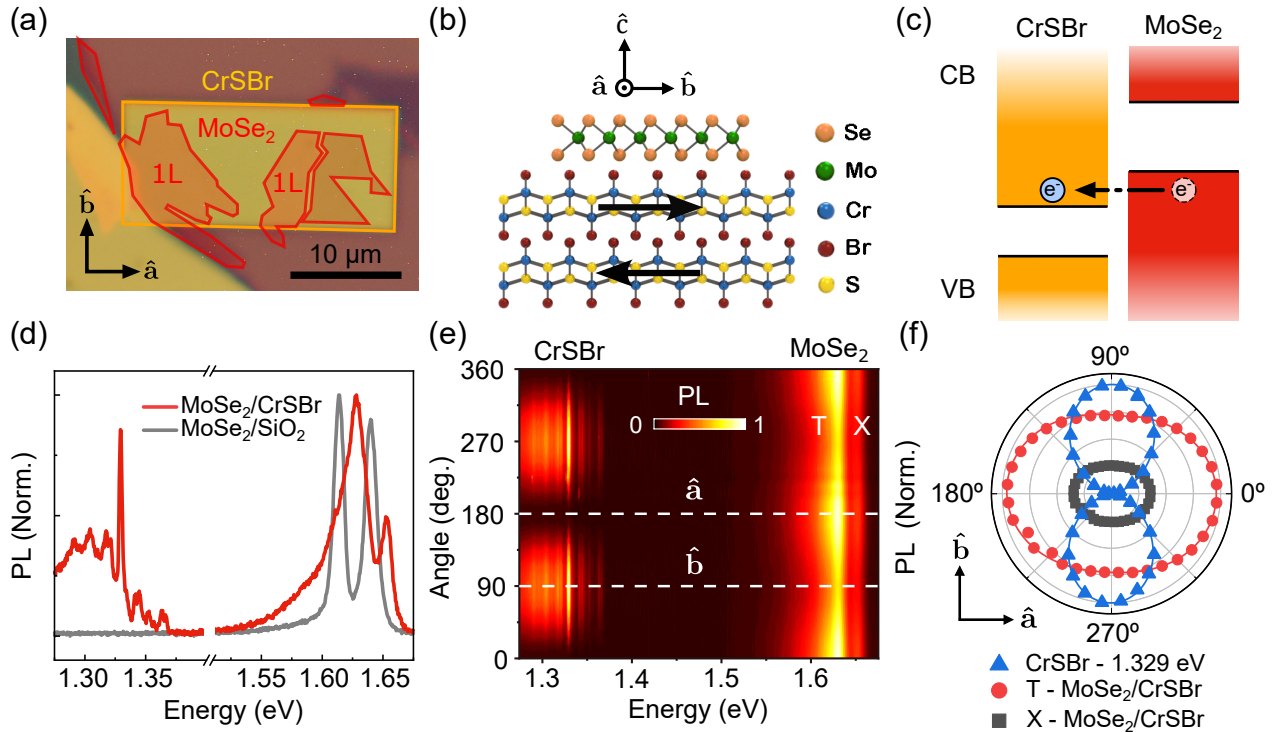 (a)
CrSBr
MoSe₂
1L
1L
b̂
â
10 μm
(b)
ĉ
â
b̂
Se
Mo
Cr
Br
S
(c)
CrSBr
MoSe₂
CB
e⁻
e⁻
VB
(d)
PL (Norm.)
MoSe₂/CrSBr
MoSe₂/SiO₂
1.30
1.35
1.55
1.60
1.65
Energy (eV)
(e)
CrSBr
MoSe₂
Angle (deg.)
360
270
180
90
0
PL
0
1
T
X
â
b̂
1.3
1.4
1.5
1.6
Energy (eV)
(f)
90º
180º
0º
270º
PL (Norm.)
b̂
â
CrSBr - 1.329 eV
T - MoSe₂/CrSBr
X - MoSe₂/CrSBr